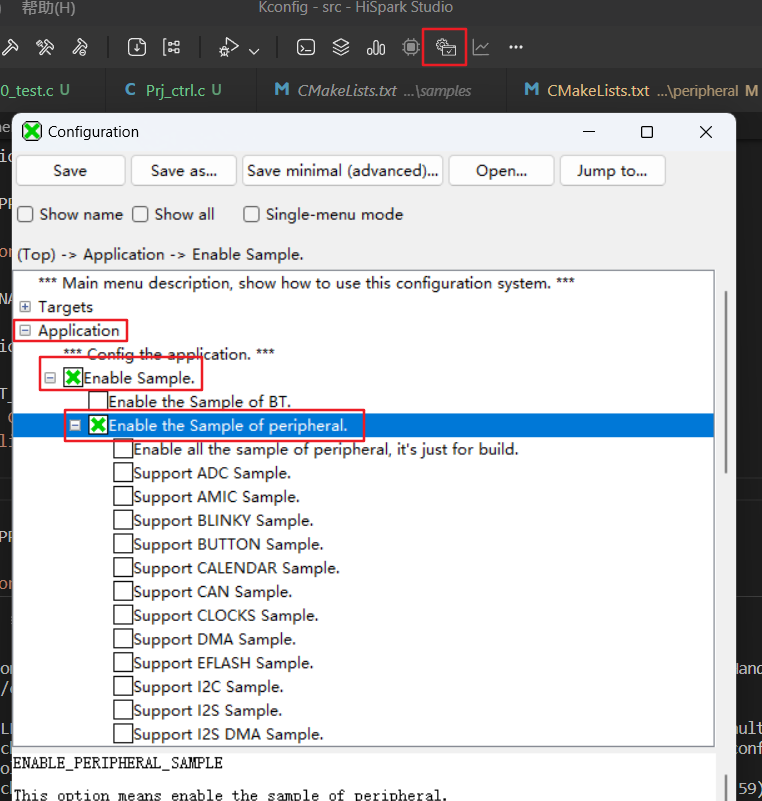 帮助(H)
Kconfig - src - HiSpark Studio
0_test.c U
C Prj_ctrl.c U
M CMakeLists.txt ...\samples
M CMakeLists.txt ...\peripheral M
Configuration
Save
Save as...
Save minimal (advanced)...
Open...
Jump to...
Show name
Show all
Single-menu mode
(Top) -> Application -> Enable Sample.
*** Main menu description, show how to use this configuration system. ***
Targets
Application
*** Config the application. ***
Enable Sample.
Enable the Sample of BT.
Enable the Sample of peripheral.
Enable all the sample of peripheral, it's just for build.
Support ADC Sample.
Support AMIC Sample.
Support BLINKY Sample.
Support BUTTON Sample.
Support CALENDAR Sample.
Support CAN Sample.
Support CLOCKS Sample.
Support DMA Sample.
Support EFLASH Sample.
Support I2C Sample.
Support I2S Sample.
Support I2S DMA Sample.
ENABLE_PERIPHERAL_SAMPLE
This option means enable the sample of peripheral.
59)